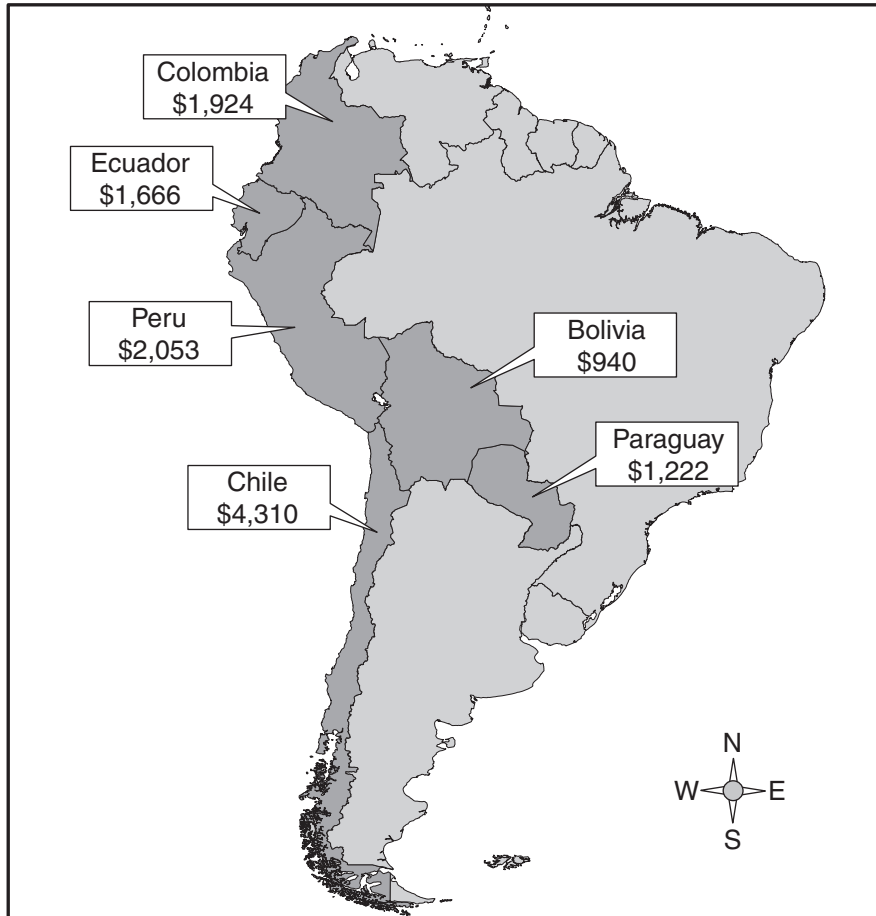 Colombia
$1,924
Ecuador
$1,666
Peru
$2,053
Bolivia
$940
Paraguay
$1,222
Chile
$4,310
N
W E
S